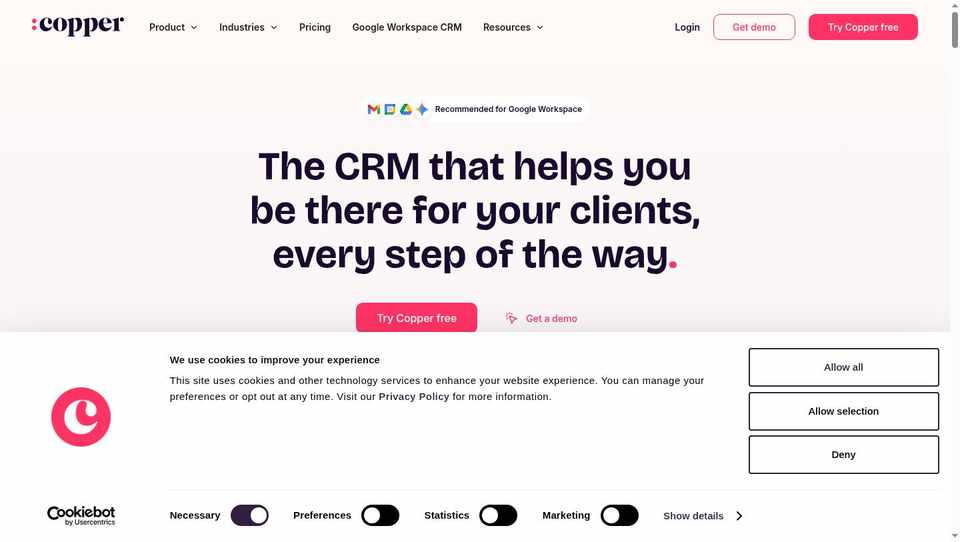 copper
Product
Industries
Pricing
Google Workspace CRM
Resources
Login
Get demo
Try Copper free
Recommended for Google Workspace
The CRM that helps you
be there for your clients,
every step of the way.
Try Copper free
Get a demo
We use cookies to improve your experience
This site uses cookies and other technology services to enhance your website experience. You can manage your
preferences or opt out at any time. Visit our Privacy Policy for more information.
Allow all
Allow selection
Deny
Cookiebot
by Usercentrics
Necessary
Preferences
Statistics
Marketing
Show details